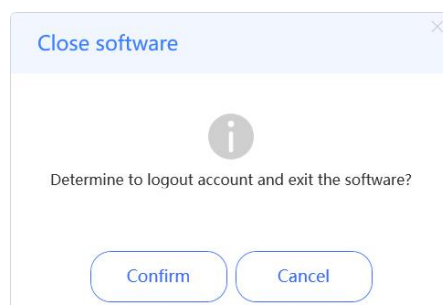 Close software
Determine to logout account and exit the software?
Confirm
Cancel